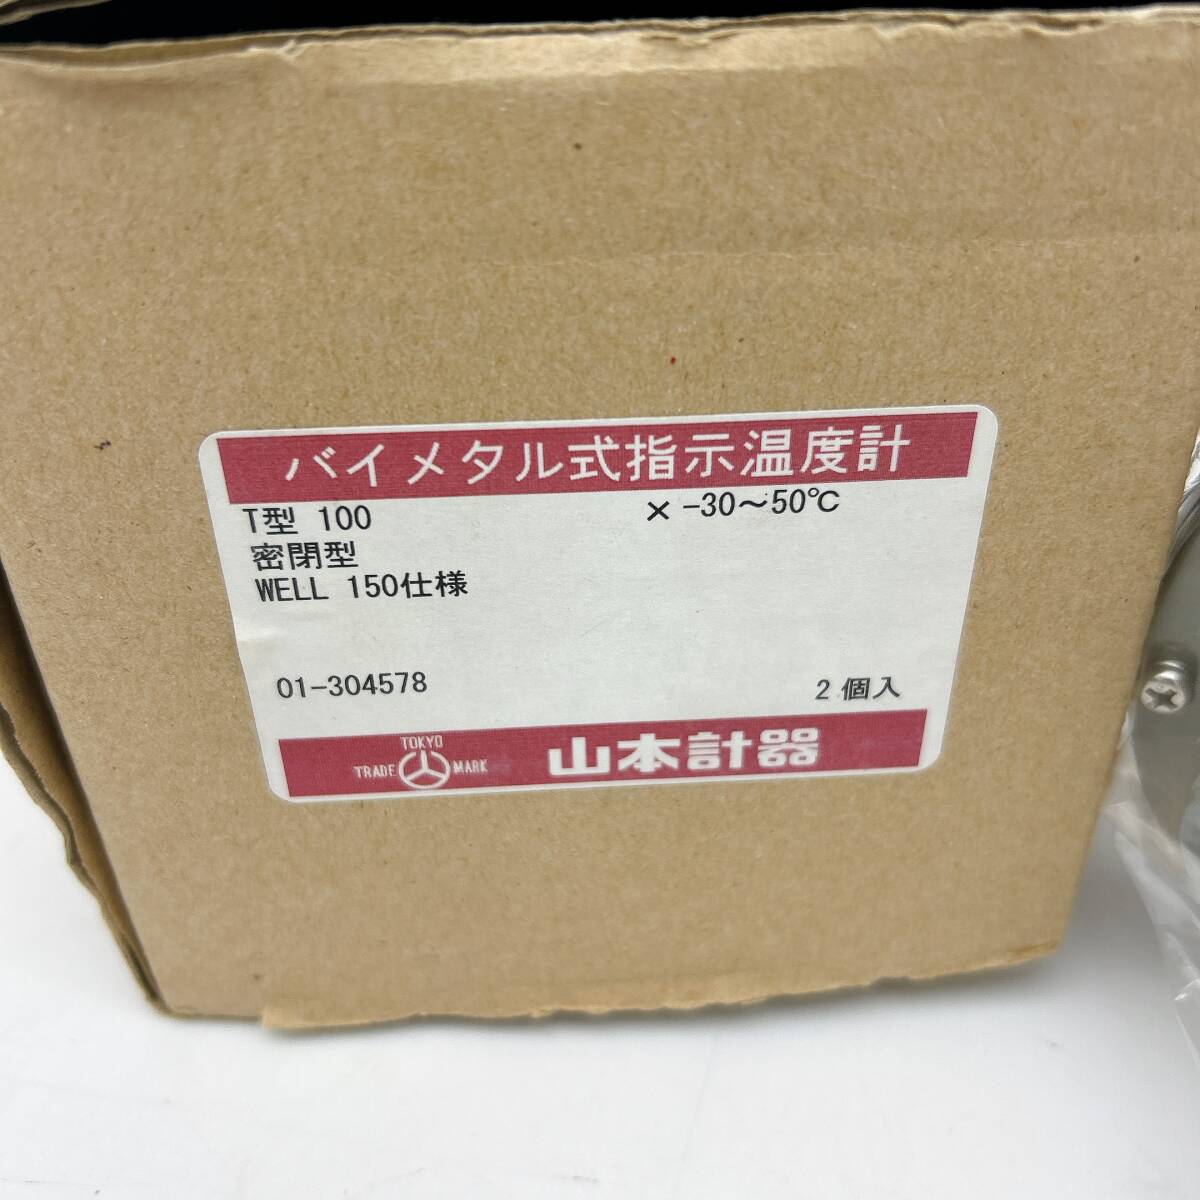 バイメタル式指示温度計
T型 100 × -30～50℃
密閉型
WELL 150仕様
01-304578 2個入
TOKYO
TRADE MARK 山本計器